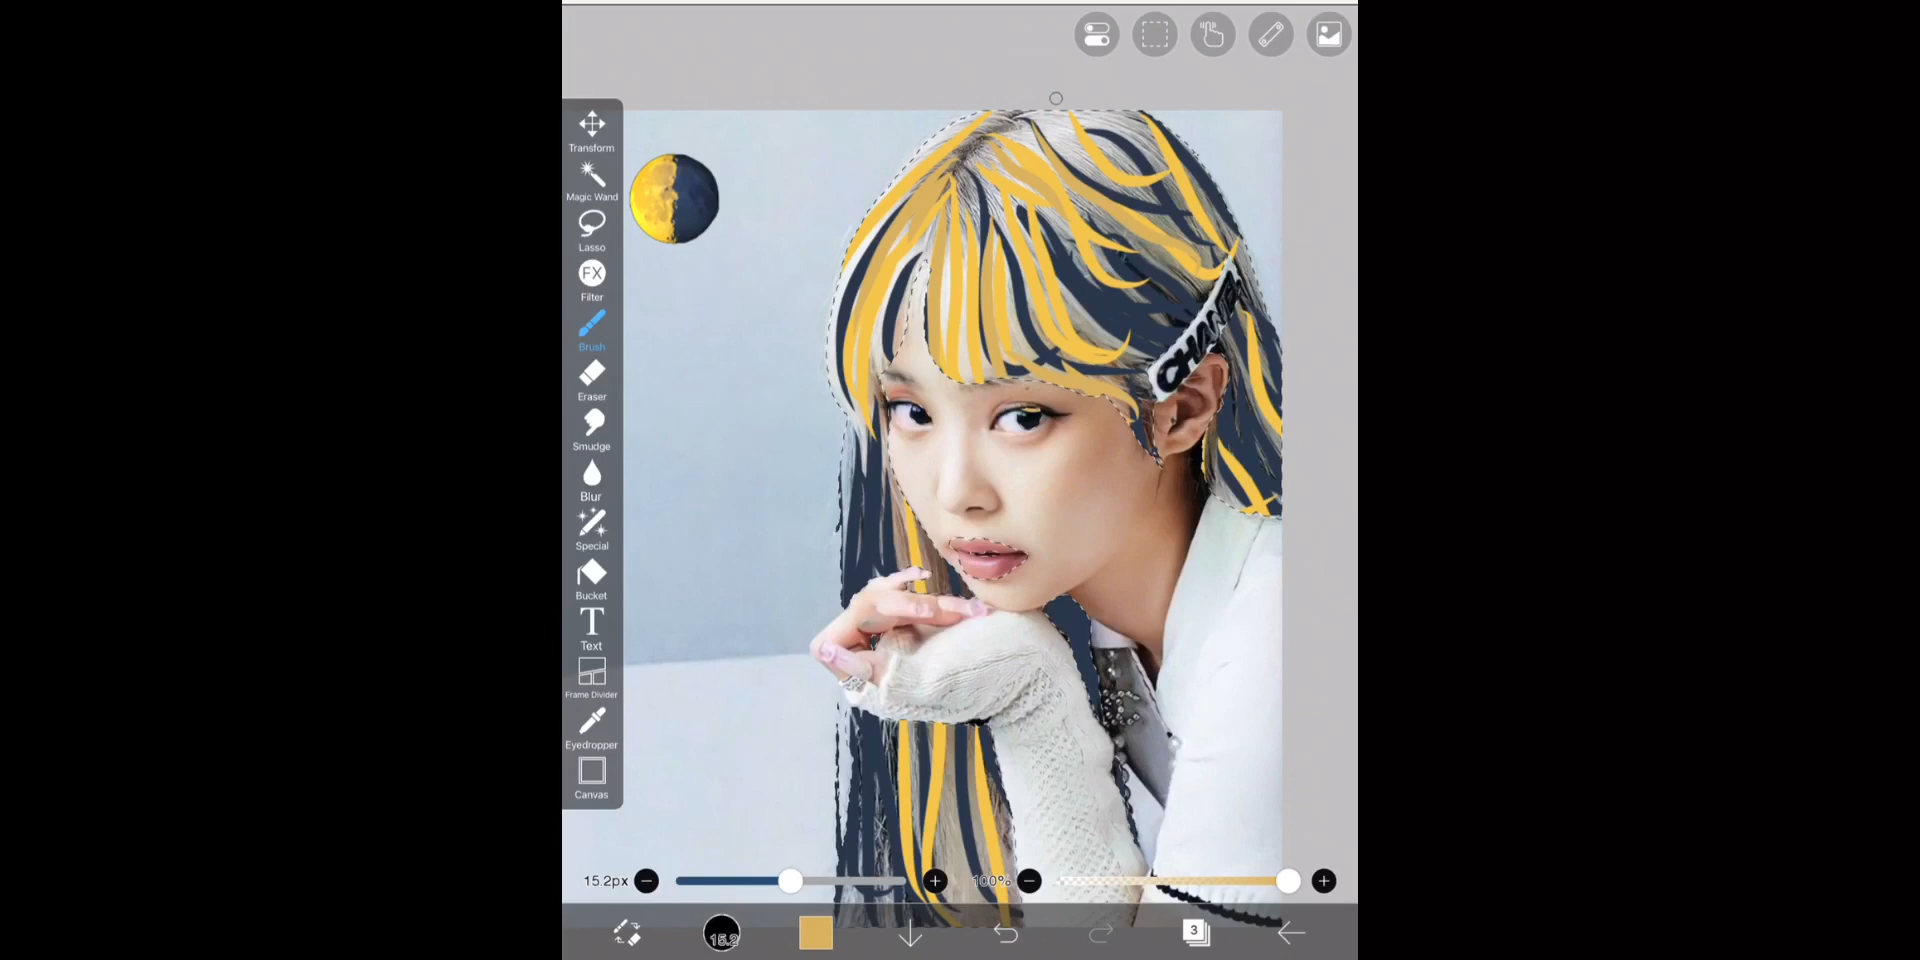 Transform
Magic Wand
Lasso
FX
Filter
Brush
Eraser
Smudge
Blur
Special
Bucket
T
Text
Frame Divider
Eyedropper
Canvas
CHANEL
15.2px
100%
15.2
3